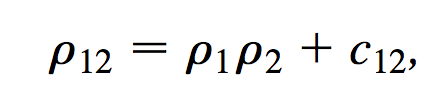 ρ₁₂ = ρ₁ρ₂ + c₁₂,